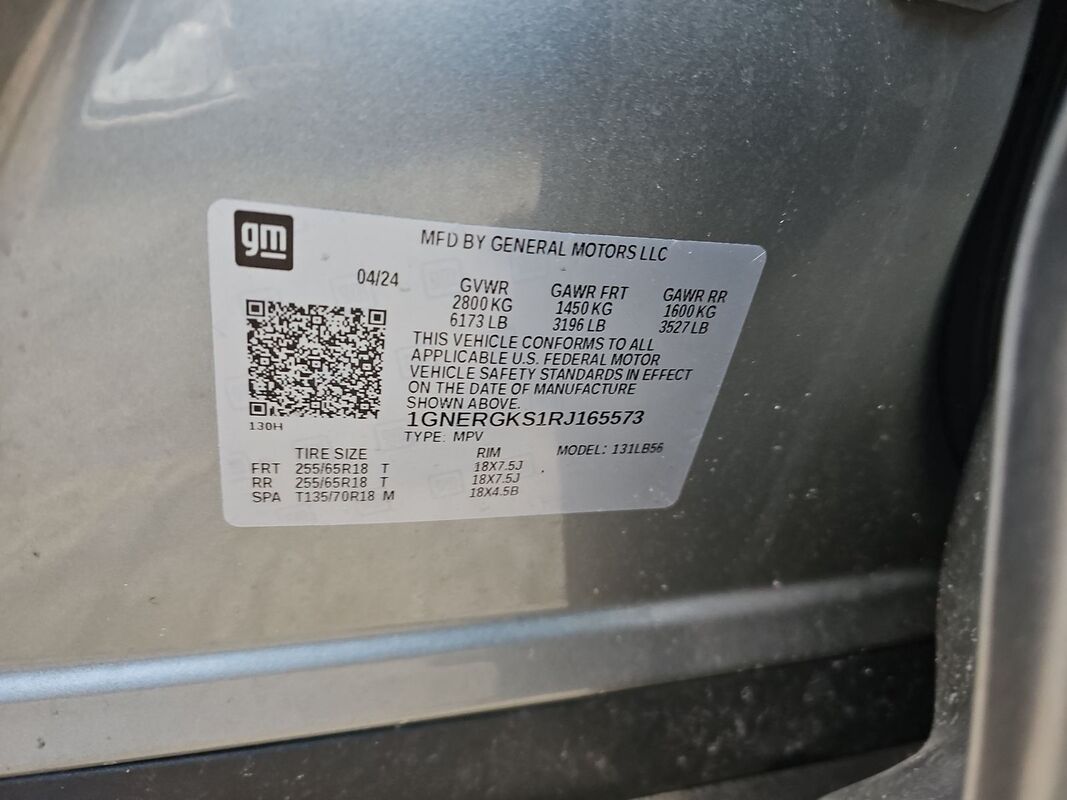 gm
MFD BY GENERAL MOTORS LLC
04/24
GVWR GAWR FRT GAWR RR
2800 KG 1450 KG 1600 KG
6173 LB 3196 LB 3527 LB
THIS VEHICLE CONFORMS TO ALL
APPLICABLE U.S. FEDERAL MOTOR
VEHICLE SAFETY STANDARDS IN EFFECT
ON THE DATE OF MANUFACTURE
SHOWN ABOVE.
1GNERGKS1RJ165573
130H
TYPE: MPV MODEL: 131LB56
TIRE SIZE RIM
FRT 255/65R18 T 18X7.5J
RR 255/65R18 T 18X7.5J
SPA T135/70R18 M 18X4.5B